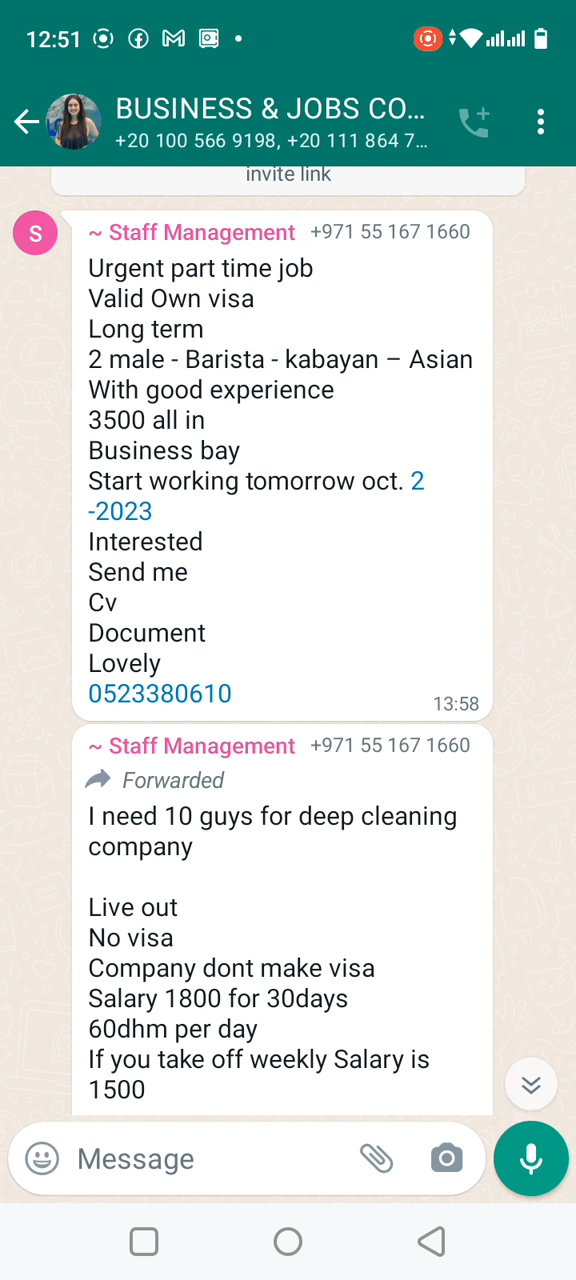 12:51
BUSINESS & JOBS CO...
+20 100 566 9198, +20 111 864 7...
invite link
S
~ Staff Management +971 55 167 1660
Urgent part time job
Valid Own visa
Long term
2 male - Barista - kabayan – Asian
With good experience
3500 all in
Business bay
Start working tomorrow oct. 2
-2023
Interested
Send me
Cv
Document
Lovely
0523380610
13:58
~ Staff Management +971 55 167 1660
Forwarded
I need 10 guys for deep cleaning
company
Live out
No visa
Company dont make visa
Salary 1800 for 30days
60dhm per day
If you take off weekly Salary is
1500
Message